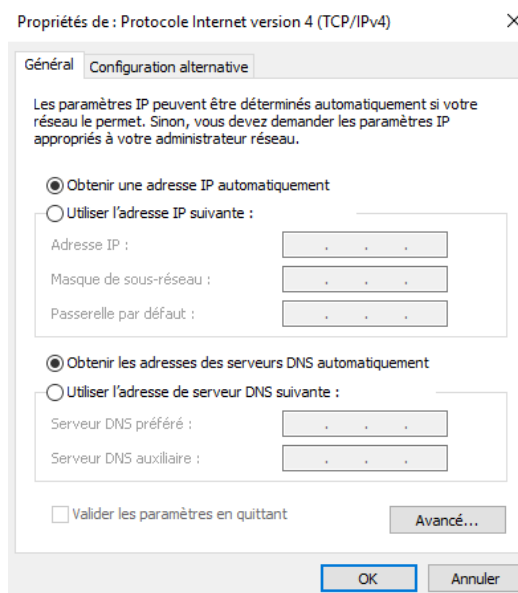 Propriétés de : Protocole Internet version 4 (TCP/IPv4)
Général
Configuration alternative
Les paramètres IP peuvent être déterminés automatiquement si votre
réseau le permet. Sinon, vous devez demander les paramètres IP
appropriés à votre administrateur réseau.
Obtenir une adresse IP automatiquement
Utiliser l'adresse IP suivante :
Adresse IP :
Masque de sous-réseau :
Passerelle par défaut :
Obtenir les adresses des serveurs DNS automatiquement
Utiliser l'adresse de serveur DNS suivante :
Serveur DNS préféré :
Serveur DNS auxiliaire :
Valider les paramètres en quittant
Avancé...
OK
Annuler